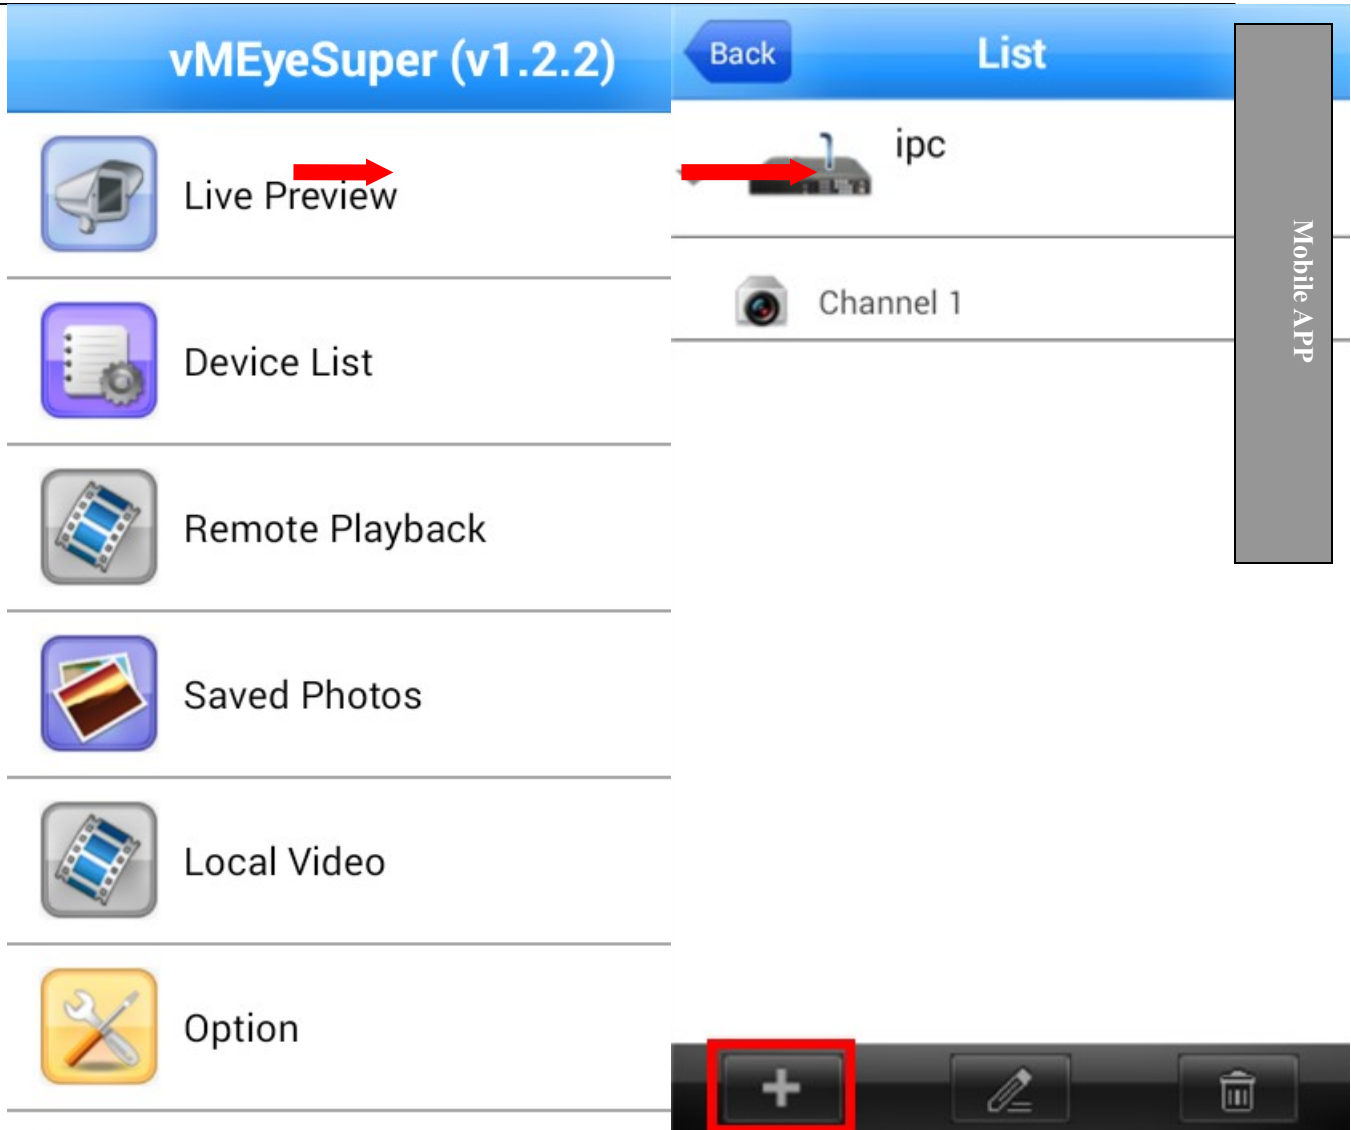 vMEyeSuper (v1.2.2)
Live Preview
Device List
Remote Playback
Saved Photos
Local Video
Option
Back
List
ipc
Channel 1
Mobile APP